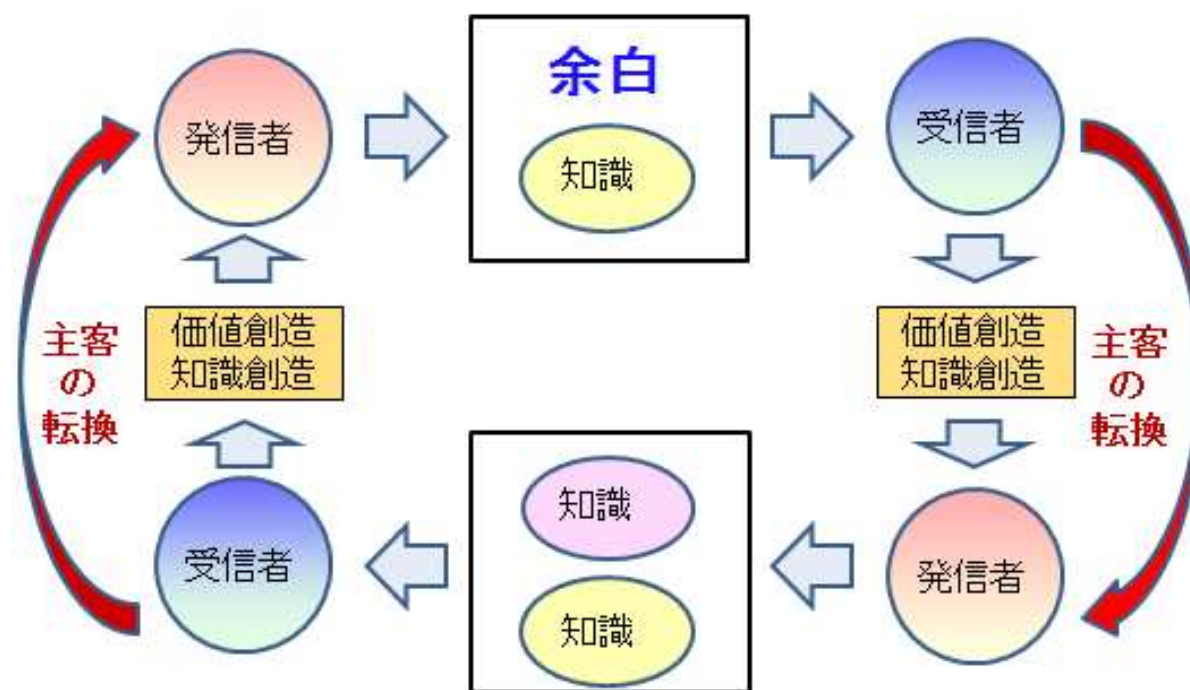 余白
発信者
知識
受信者
価値創造
知識創造
主客
の
転換
価値創造
知識創造
主客
の
転換
受信者
知識
知識
発信者